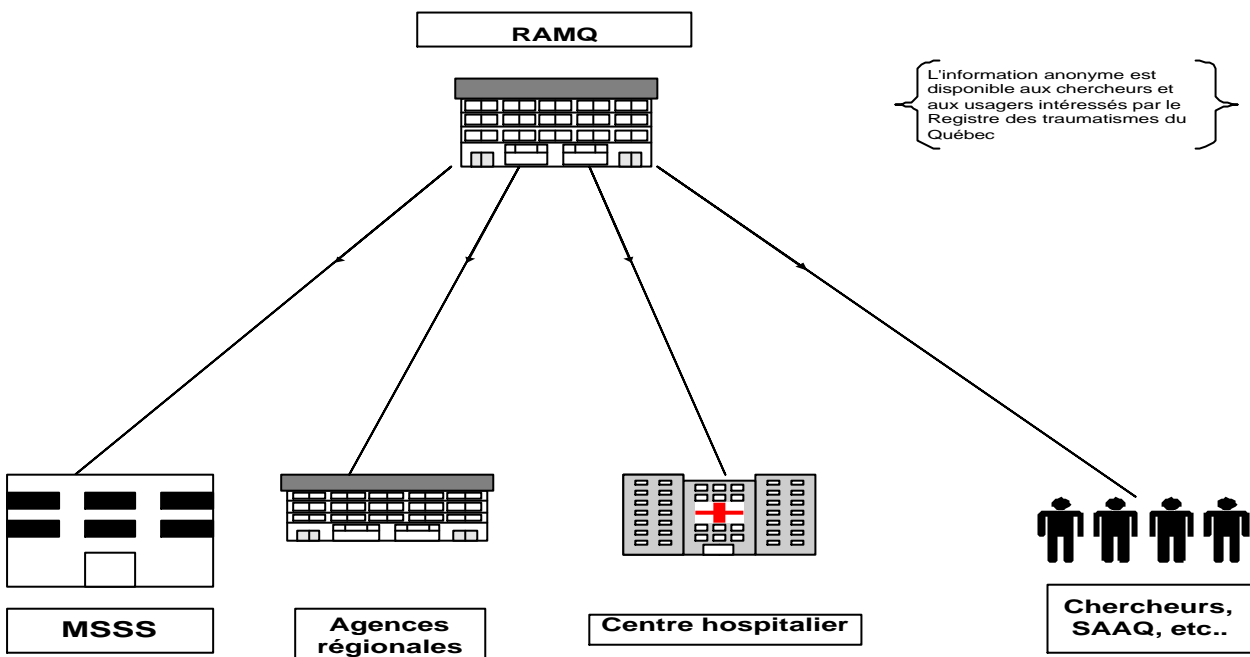 RAMQ
L'information anonyme est
disponible aux chercheurs et
aux usagers intéressés par le
Registre des traumatismes du
Québec
MSSS
Agences
régionales
Centre hospitalier
Chercheurs,
SAAQ, etc..